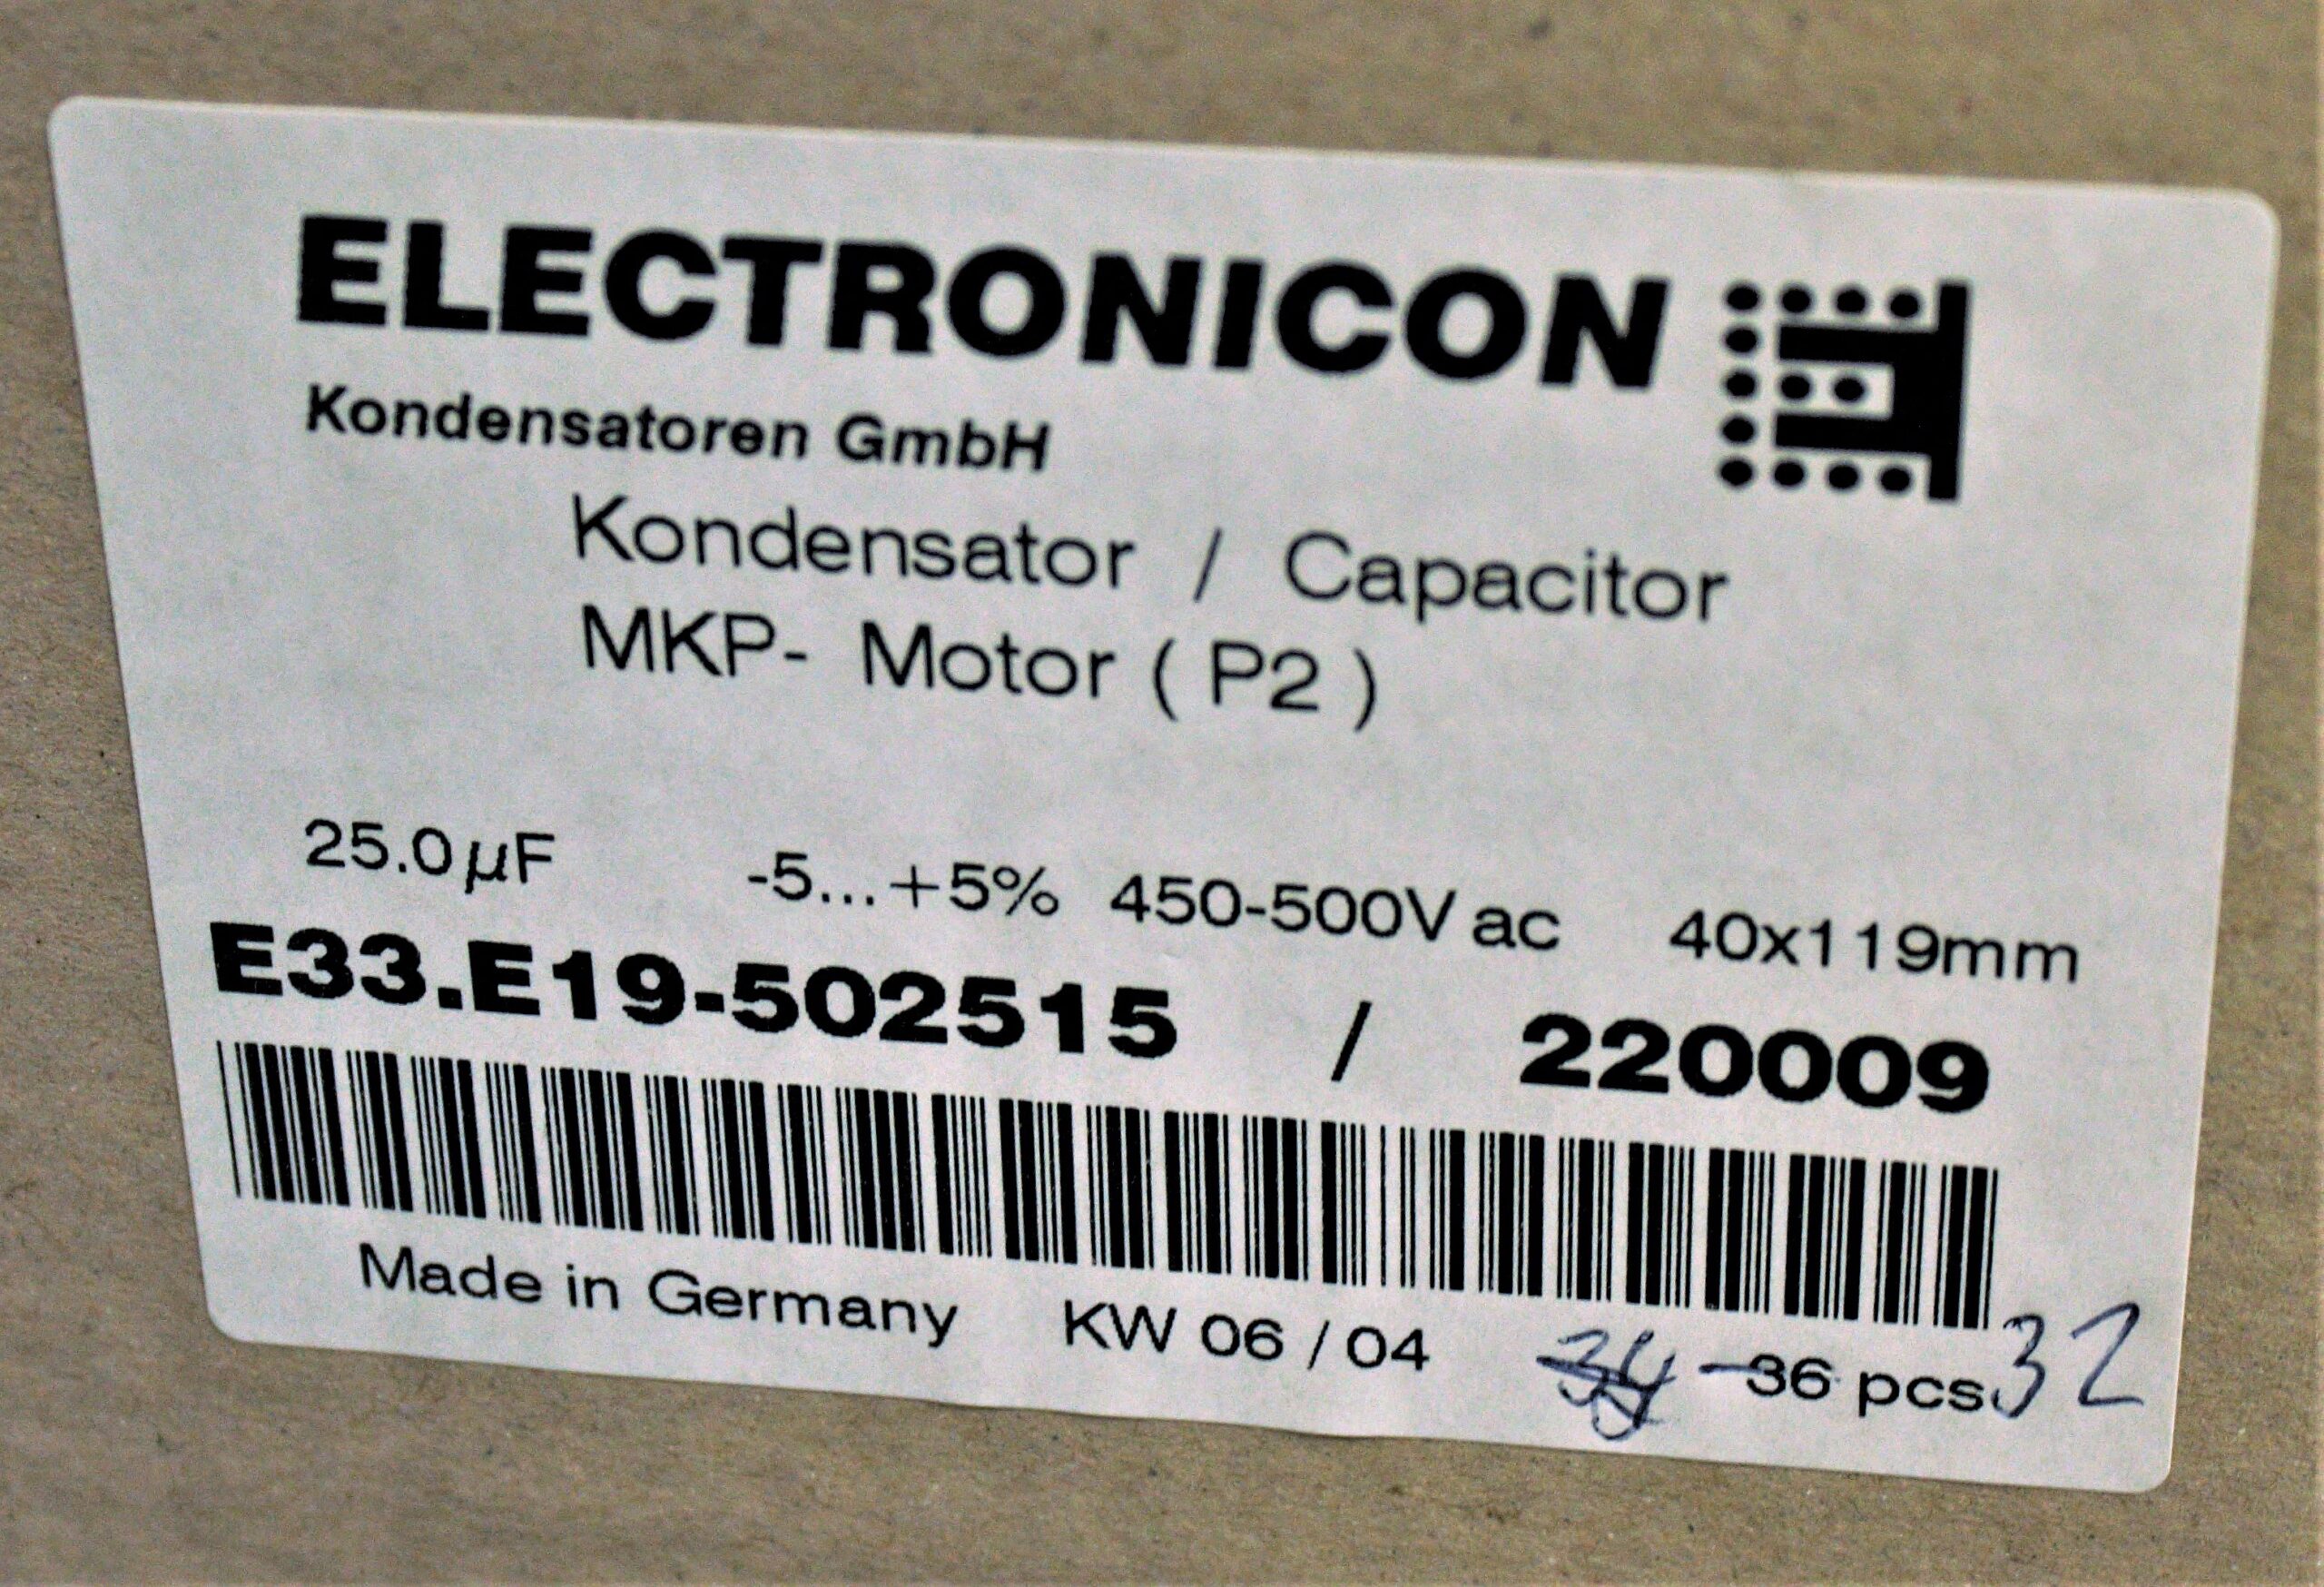 ELECTRONICON
Kondensatoren GmbH
Kondensator / Capacitor
MKP- Motor ( P2 )
25.0µF -5...+5% 450-500V ac 40x119mm
E33.E19-502515 / 220009
Made in Germany KW 06 / 04 36 pcs. 32